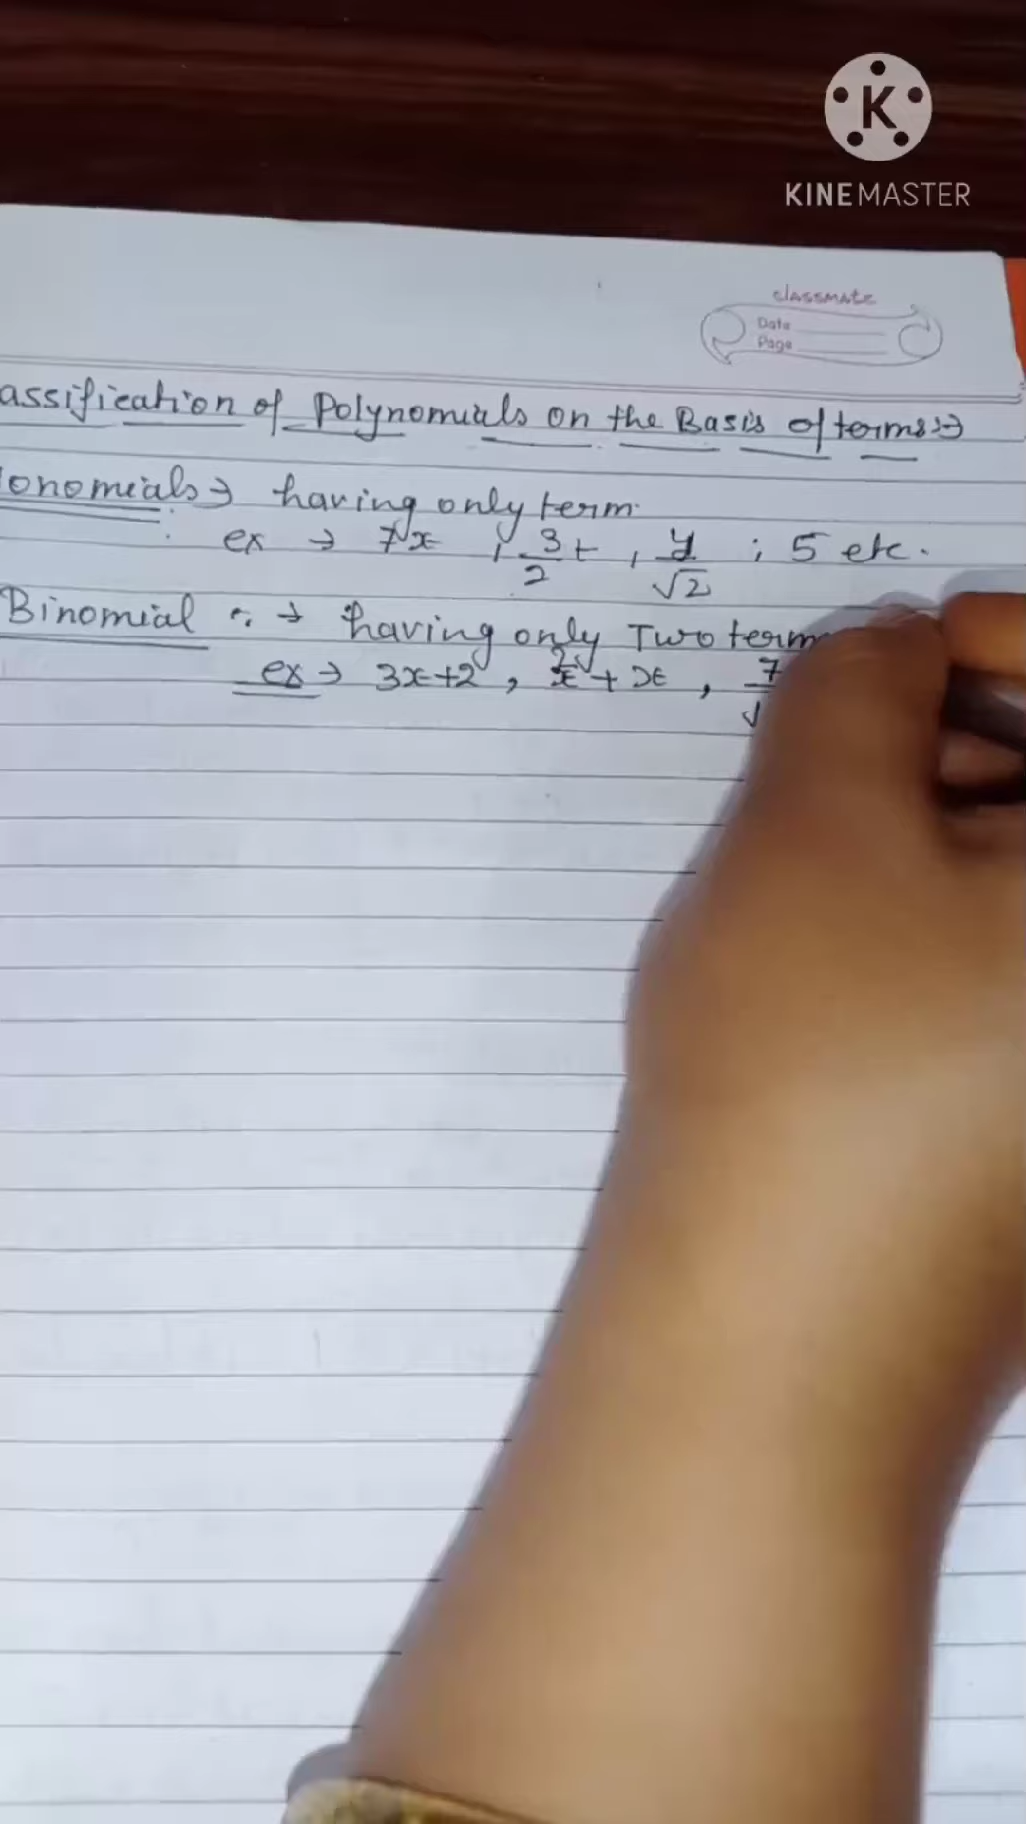 KINEMASTER
classmate
Date
Page
assification of Polynomials on the Basis of terms:→
onomials→ having only term.
ex → 7x , 3/2 t , y/√2 ; 5 etc.
Binomial :→ having only Two term
ex → 3x+2 , x²+x , 7